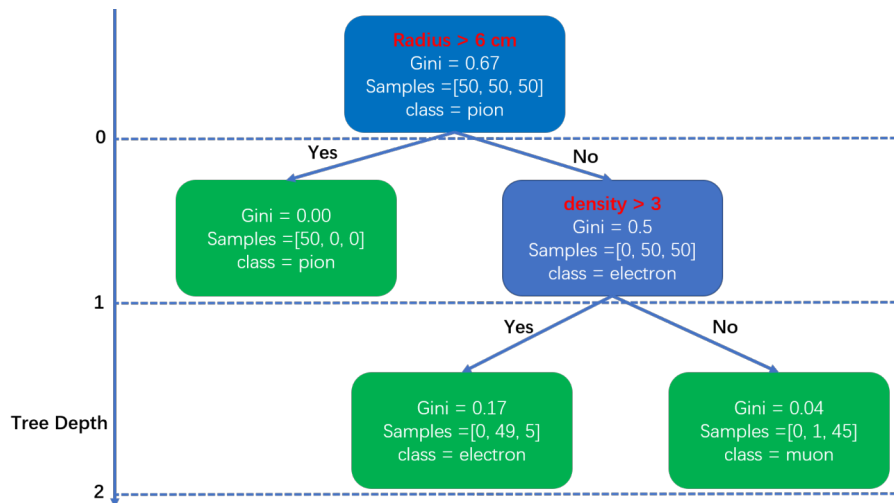 Radius > 6 cm
Gini = 0.67
Samples =[50, 50, 50]
class = pion
0
Yes
No
Gini = 0.00
Samples =[50, 0, 0]
class = pion
density > 3
Gini = 0.5
Samples =[0, 50, 50]
class = electron
1
Yes
No
Gini = 0.17
Samples =[0, 49, 5]
class = electron
Gini = 0.04
Samples =[0, 1, 45]
class = muon
Tree Depth
2